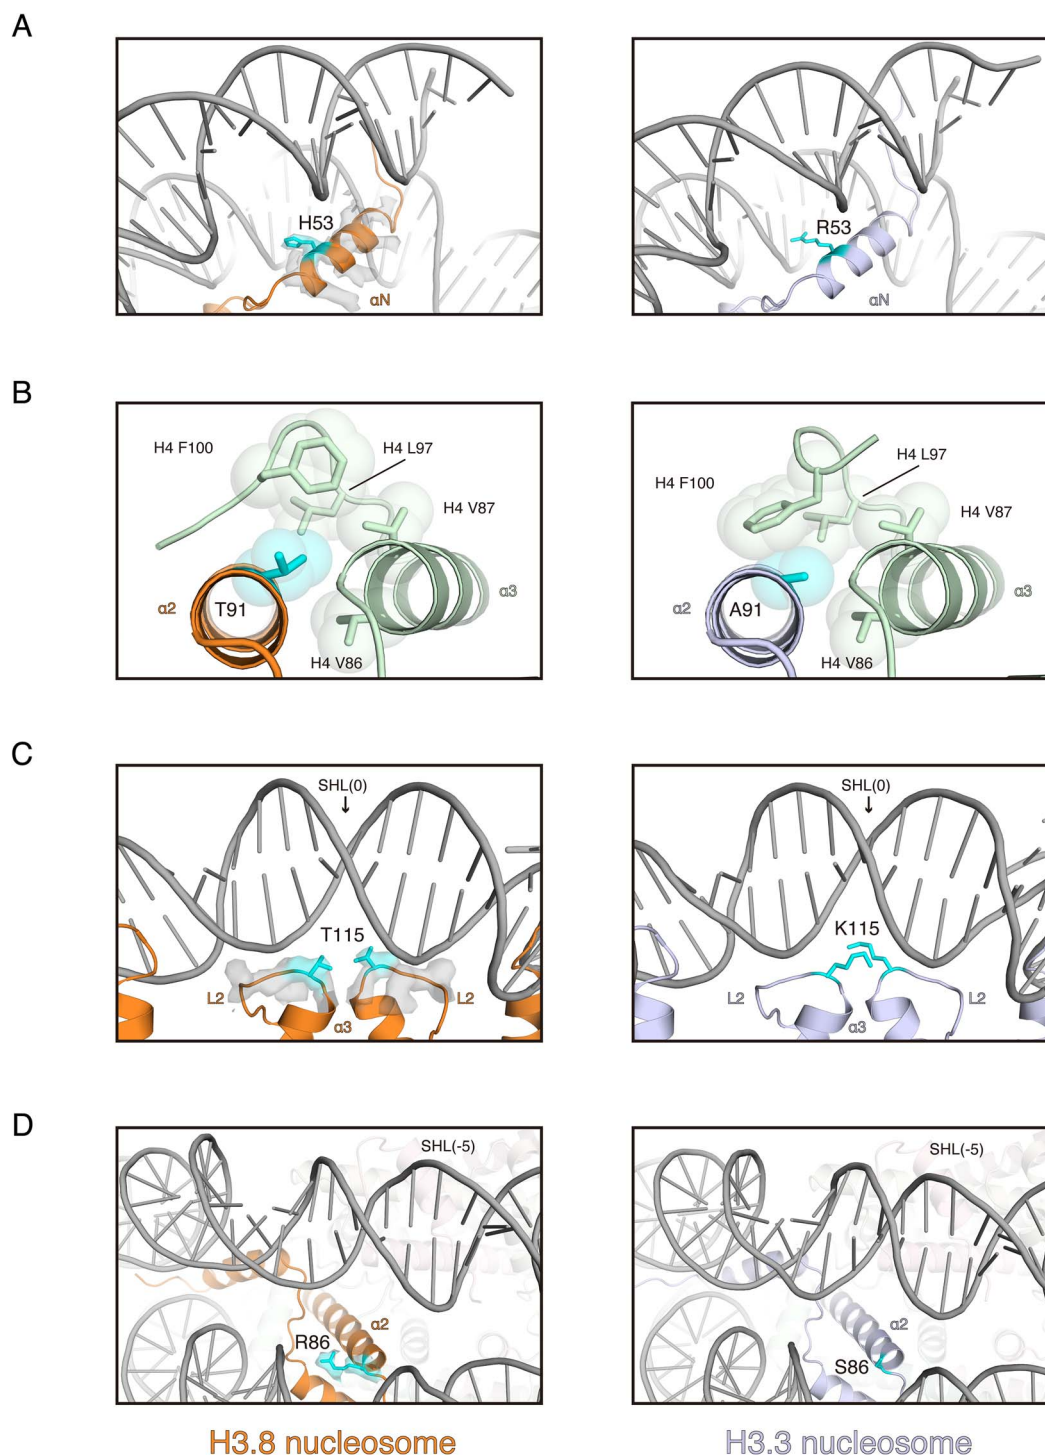 A
H53
αN
R53
αN
B
H4 F100
H4 L97
H4 V87
α2
T91
α3
H4 V86
H4 F100
H4 L97
H4 V87
α2
A91
α3
H4 V86
C
SHL(0)
T115
L2
L2
α3
SHL(0)
K115
L2
L2
α3
D
SHL(-5)
α2
R86
SHL(-5)
α2
S86
H3.8 nucleosome
H3.3 nucleosome